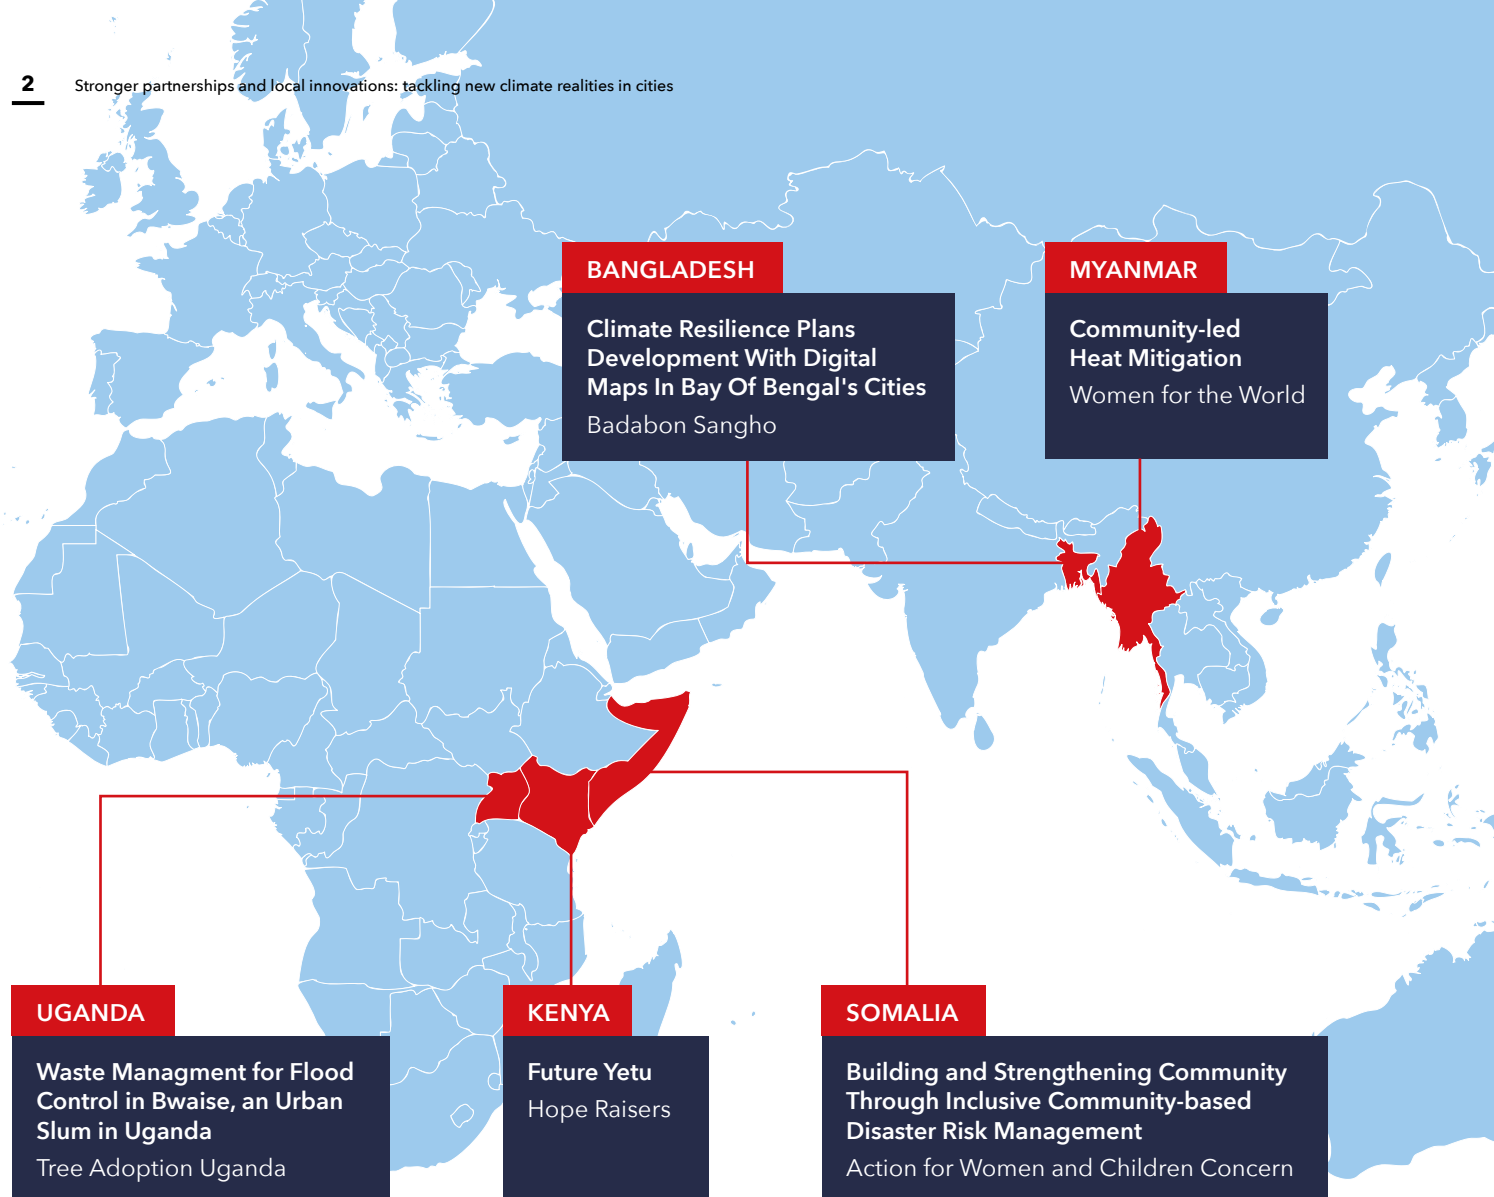 2
Stronger partnerships and local innovations: tackling new climate realities in cities
BANGLADESH
Climate Resilience Plans
Development With Digital
Maps In Bay Of Bengal's Cities
Badabon Sangho
MYANMAR
Community-led
Heat Mitigation
Women for the World
UGANDA
Waste Managment for Flood
Control in Bwaise, an Urban
Slum in Uganda
Tree Adoption Uganda
KENYA
Future Yetu
Hope Raisers
SOMALIA
Building and Strengthening Community
Through Inclusive Community-based
Disaster Risk Management
Action for Women and Children Concern